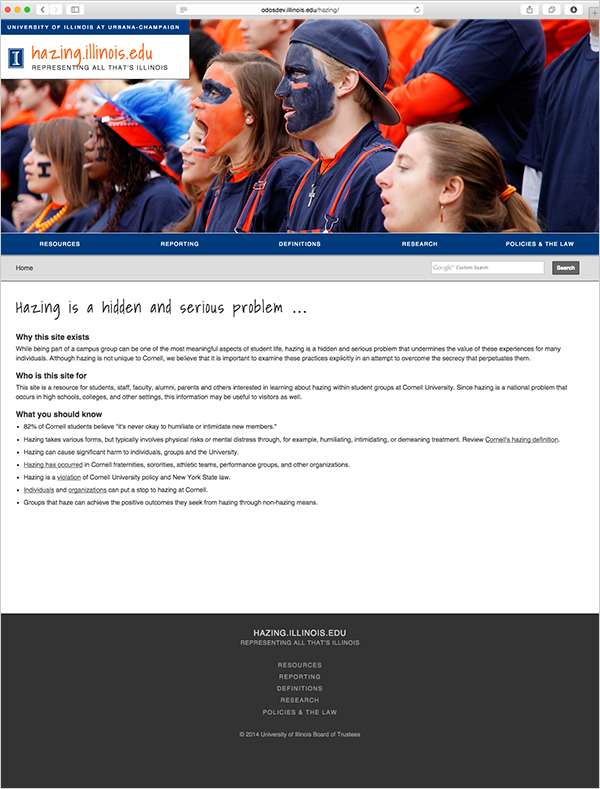 odosdev.illinois.edu/hazing/
UNIVERSITY OF ILLINOIS AT URBANA-CHAMPAIGN
I hazing.illinois.edu
REPRESENTING ALL THAT'S ILLINOIS
I
RESOURCES REPORTING DEFINITIONS RESEARCH POLICIES & THE LAW
Home Google™ Custom Search Search
Hazing is a hidden and serious problem ...
Why this site exists
While being part of a campus group can be one of the most meaningful aspects of student life, hazing is a hidden and serious problem that undermines the value of these experiences for many
individuals. Although hazing is not unique to Cornell, we believe that it is important to examine these practices explicitly in an attempt to overcome the secrecy that perpetuates them.
Who is this site for
This site is a resource for students, staff, faculty, alumni, parents and others interested in learning about hazing within student groups at Cornell University. Since hazing is a national problem that
occurs in high schools, colleges, and other settings, this information may be useful to visitors as well.
What you should know
• 82% of Cornell students believe "it's never okay to humiliate or intimidate new members."
• Hazing takes various forms, but typically involves physical risks or mental distress through, for example, humiliating, intimidating, or demeaning treatment. Review Cornell's hazing definition.
• Hazing can cause significant harm to individuals, groups and the University.
• Hazing has occurred in Cornell fraternities, sororities, athletic teams, performance groups, and other organizations.
• Hazing is a violation of Cornell University policy and New York State law.
• Individuals and organizations can put a stop to hazing at Cornell.
• Groups that haze can achieve the positive outcomes they seek from hazing through non-hazing means.
HAZING.ILLINOIS.EDU
REPRESENTING ALL THAT'S ILLINOIS
RESOURCES
REPORTING
DEFINITIONS
RESEARCH
POLICIES & THE LAW
© 2014 University of Illinois Board of Trustees